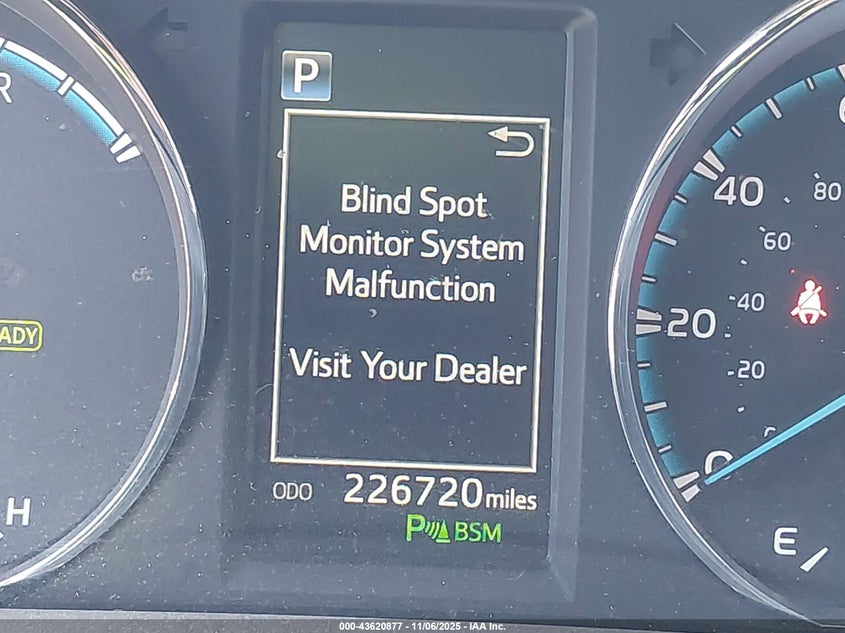 R
P
Blind Spot
Monitor System
Malfunction
Visit Your Dealer
ODO 226720 miles
P BSM
ADY
H
40
20
0
80
60
40
20
E
000-43620877 - 11/06/2025 - IAA Inc.